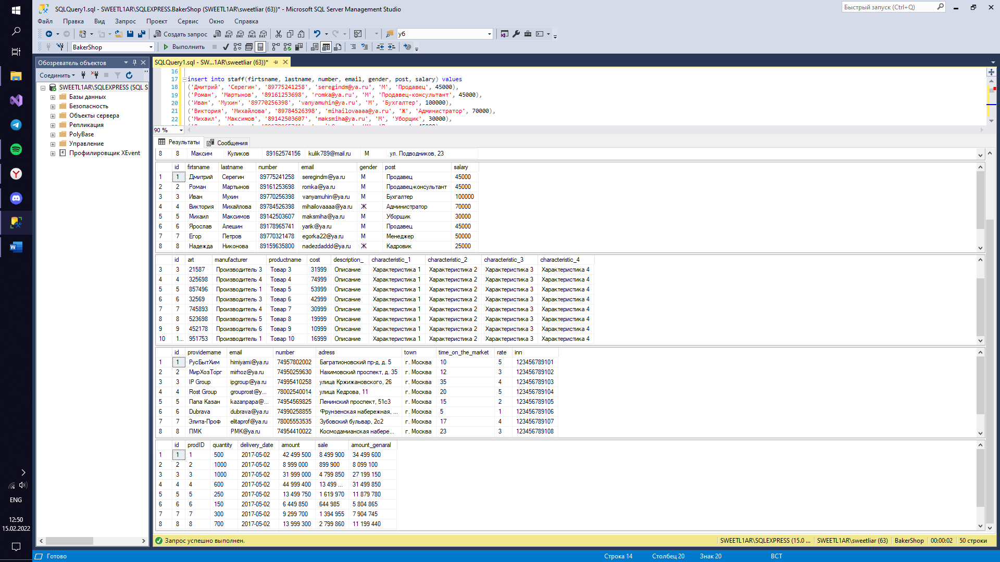 SQLQuery1.sql - SWEETL1AR\SQLEXPRESS.BakerShop (SWEETL1AR\sweetliar (63))* - Microsoft SQL Server Management Studio
Быстрый запуск (Ctrl+Q)
Файл Правка Вид Запрос Проект Сервис Окно Справка
Создать запрос MDX DMX XMLA DAX у6
BakerShop Выполнить
Обозреватель объектов
SQLQuery1.sql - SW...1AR\sweetliar (63))*
Соединить
SWEETL1AR\SQLEXPRESS (SQL S
Базы данных
Безопасность
Объекты сервера
Репликация
PolyBase
Управление
Профилировщик XEvent
16
17 insert into staff(firtsname, lastname, number, email, gender, post, salary) values
18 ('Дмитрий', 'Серегин', '89775241258', 'seregindm@ya.ru', 'М', 'Продавец', 45000),
19 ('Роман', 'Мартынов', '89161253698', 'romka@ya.ru', 'М', 'Продавец-консультант', 45000),
20 ('Иван', 'Мухин', '89770256398', 'vanyamuhin@ya.ru', 'М', 'Бухгалтер', 100000),
21 ('Виктория', 'Михайлова', '89784526398', 'mihailovaaaa@ya.ru', 'Ж', 'Администратор', 70000),
22 ('Михаил', 'Максимов', '89142503607', 'maksmiha@ya.ru', 'М', 'Уборщик', 30000),
90 %
Результаты Сообщения
8 8 Максим Куликов 89162574156 kulik789@mail.ru М ул. Подводников, 23
id firtsname lastname number email gender post salary
1 1 Дмитрий Серегин 89775241258 seregindm@ya.ru М Продавец 45000
2 2 Роман Мартынов 89161253698 romka@ya.ru М Продавец-консультант 45000
3 3 Иван Мухин 89770256398 vanyamuhin@ya.ru М Бухгалтер 100000
4 4 Виктория Михайлова 89784526398 mihailovaaaa@ya.ru Ж Администратор 70000
5 5 Михаил Максимов 89142503607 maksmiha@ya.ru М Уборщик 30000
6 6 Ярослав Алешин 89178965741 yarik@ya.ru М Продавец 45000
7 7 Егор Петров 89770321478 egorka22@ya.ru М Менеджер 50000
8 8 Надежда Никонова 89159635800 nadezdaddd@ya.ru Ж Кадровик 25000
id art manufacturer productname cost description_ characteristic_1 characteristic_2 characteristic_3 characteristic_4
3 3 21587 Производитель 3 Товар 3 31999 Описание Характеристика 1 Характеристика 2 Характеристика 3 Характеристика 4
4 4 325698 Производитель 4 Товар 4 74999 Описание Характеристика 1 Характеристика 2 Характеристика 3 Характеристика 4
5 5 857496 Производитель 1 Товар 5 53999 Описание Характеристика 1 Характеристика 2 Характеристика 3 Характеристика 4
6 6 32569 Производитель 3 Товар 6 42999 Описание Характеристика 1 Характеристика 2 Характеристика 3 Характеристика 4
7 7 745893 Производитель 4 Товар 7 30999 Описание Характеристика 1 Характеристика 2 Характеристика 3 Характеристика 4
8 8 523698 Производитель 5 Товар 8 19999 Описание Характеристика 1 Характеристика 2 Характеристика 3 Характеристика 4
9 9 452178 Производитель 6 Товар 9 10999 Описание Характеристика 1 Характеристика 2 Характеристика 3 Характеристика 4
10 1... 951753 Производитель 1 Товар 10 16999 Описание Характеристика 1 Характеристика 2 Характеристика 3 Характеристика 4
id providername email number adress town time_on_the_market rate inn
1 1 РусБытХим himiyami@ya.ru 74957802002 Багратионовский пр-д, д. 5 г. Москва 10 5 123456789101
2 2 МирХозТорг mirhoz@ya.ru 74950259630 Нахимовский проспект, д. 35 г. Москва 12 3 123456789102
3 3 IP Group ipgroup@ya.ru 74995410258 улица Кржижановского, 26 г. Москва 35 4 123456789103
4 4 Rost Group grouprost@y... 78002540014 улица Кедрова, 11 г. Москва 20 5 123456789104
5 5 Папа Казан kazanpapa@... 74954569825 Ленинский проспект, 51с3 г. Москва 15 2 123456789105
6 6 Dubrava dubrava@ya.ru 74990258855 Фрунзенская набережная, ... г. Москва 5 1 123456789106
7 7 Элита-Проф elitaprof@ya.ru 78005553535 Зубовский бульвар, 2с2 г. Москва 17 4 123456789107
8 8 ПМК PMK@ya.ru 74954410022 Космодамианская набере... г. Москва 23 3 123456789108
id prodID quantity delivery_date amount sale amount_genaral
1 1 1 500 2017-05-02 42 499 500 8 499 900 34 499 600
2 2 2 1000 2017-05-02 8 999 000 899 900 8 099 100
3 3 3 1000 2017-05-02 31 999 000 4 799 850 27 199 150
4 4 4 600 2017-05-02 44 999 400 13 499 ... 31 499 850
5 5 5 250 2017-05-02 13 499 750 1 619 970 11 879 780
6 6 6 150 2017-05-02 6 449 850 644 985 5 804 865
7 7 7 300 2017-05-02 9 299 700 1 394 955 7 904 745
8 8 8 700 2017-05-02 13 999 300 2 799 860 11 199 440
Запрос успешно выполнен.
SWEETL1AR\SQLEXPRESS (15.0 ... SWEETL1AR\sweetliar (63) BakerShop 00:00:02 50 строки
Готово Строка 14 Столбец 20 Знак 20 ВСТ
ENG
12:50
15.02.2022